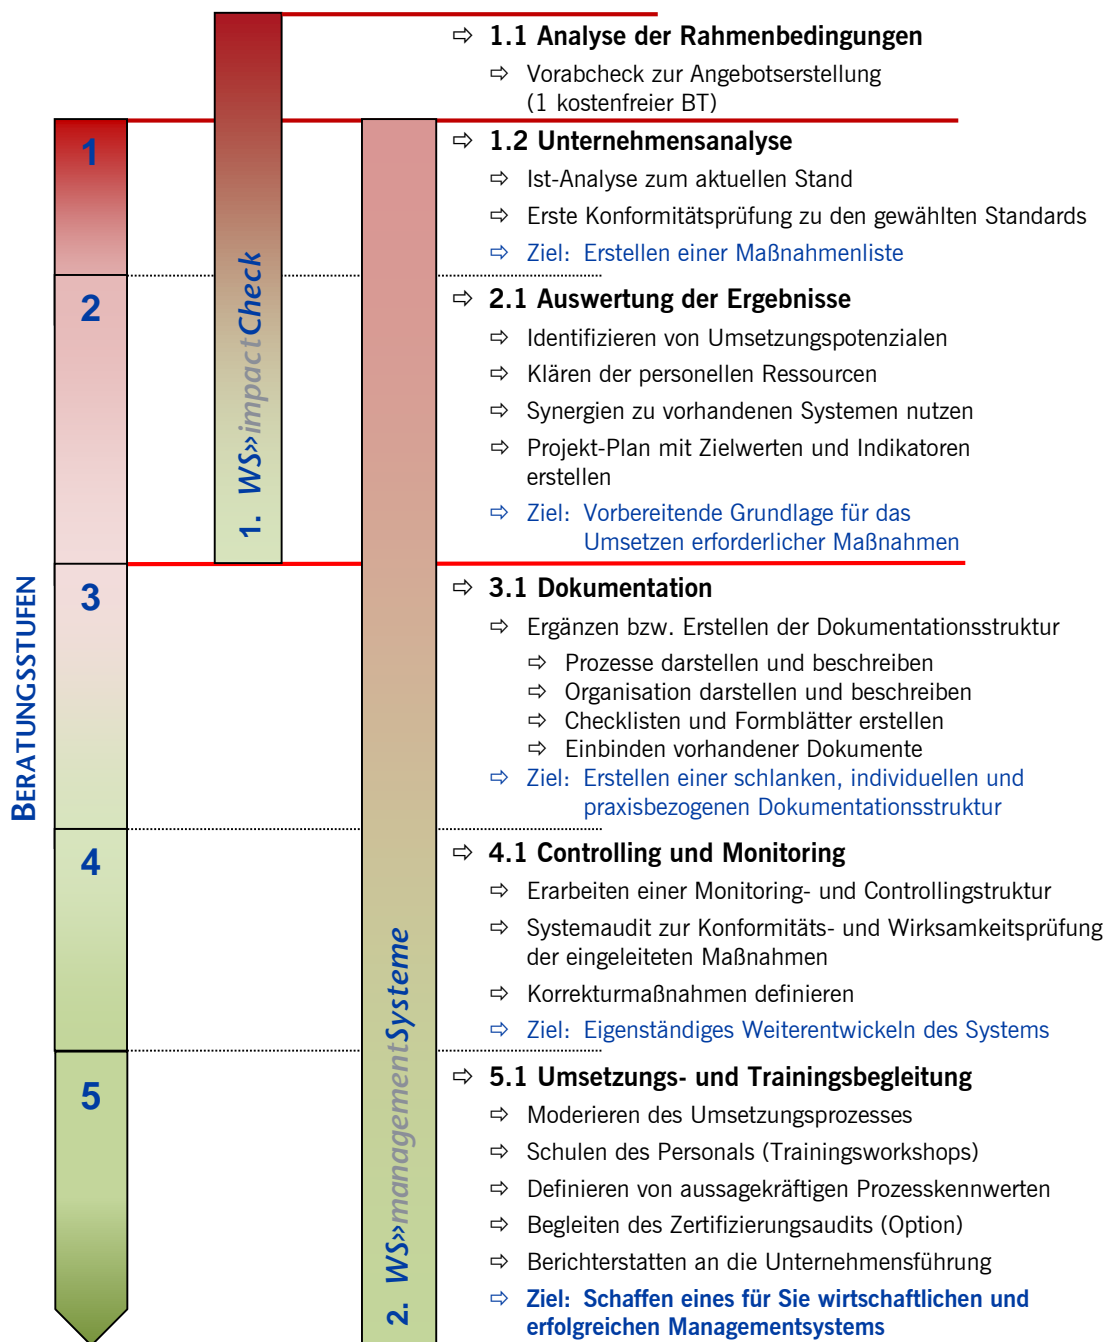 ⇨ 1.1 Analyse der Rahmenbedingungen
⇨ Vorabcheck zur Angebotserstellung
(1 kostenfreier BT)
1
⇨ 1.2 Unternehmensanalyse
⇨ Ist-Analyse zum aktuellen Stand
⇨ Erste Konformitätsprüfung zu den gewählten Standards
⇨ Ziel: Erstellen einer Maßnahmenliste
2
⇨ 2.1 Auswertung der Ergebnisse
⇨ Identifizieren von Umsetzungspotenzialen
⇨ Klären der personellen Ressourcen
⇨ Synergien zu vorhandenen Systemen nutzen
⇨ Projekt-Plan mit Zielwerten und Indikatoren
erstellen
⇨ Ziel: Vorbereitende Grundlage für das
Umsetzen erforderlicher Maßnahmen
1. WS»impactCheck
BERATUNGSSTUFEN
3
⇨ 3.1 Dokumentation
⇨ Ergänzen bzw. Erstellen der Dokumentationsstruktur
⇨ Prozesse darstellen und beschreiben
⇨ Organisation darstellen und beschreiben
⇨ Checklisten und Formblätter erstellen
⇨ Einbinden vorhandener Dokumente
⇨ Ziel: Erstellen einer schlanken, individuellen und
praxisbezogenen Dokumentationsstruktur
4
⇨ 4.1 Controlling und Monitoring
⇨ Erarbeiten einer Monitoring- und Controllingstruktur
⇨ Systemaudit zur Konformitäts- und Wirksamkeitsprüfung
der eingeleiteten Maßnahmen
⇨ Korrekturmaßnahmen definieren
⇨ Ziel: Eigenständiges Weiterentwickeln des Systems
2. WS»managementSysteme
5
⇨ 5.1 Umsetzungs- und Trainingsbegleitung
⇨ Moderieren des Umsetzungsprozesses
⇨ Schulen des Personals (Trainingsworkshops)
⇨ Definieren von aussagekräftigen Prozesskennwerten
⇨ Begleiten des Zertifizierungsaudits (Option)
⇨ Berichterstatten an die Unternehmensführung
⇨ Ziel: Schaffen eines für Sie wirtschaftlichen und
erfolgreichen Managementsystems